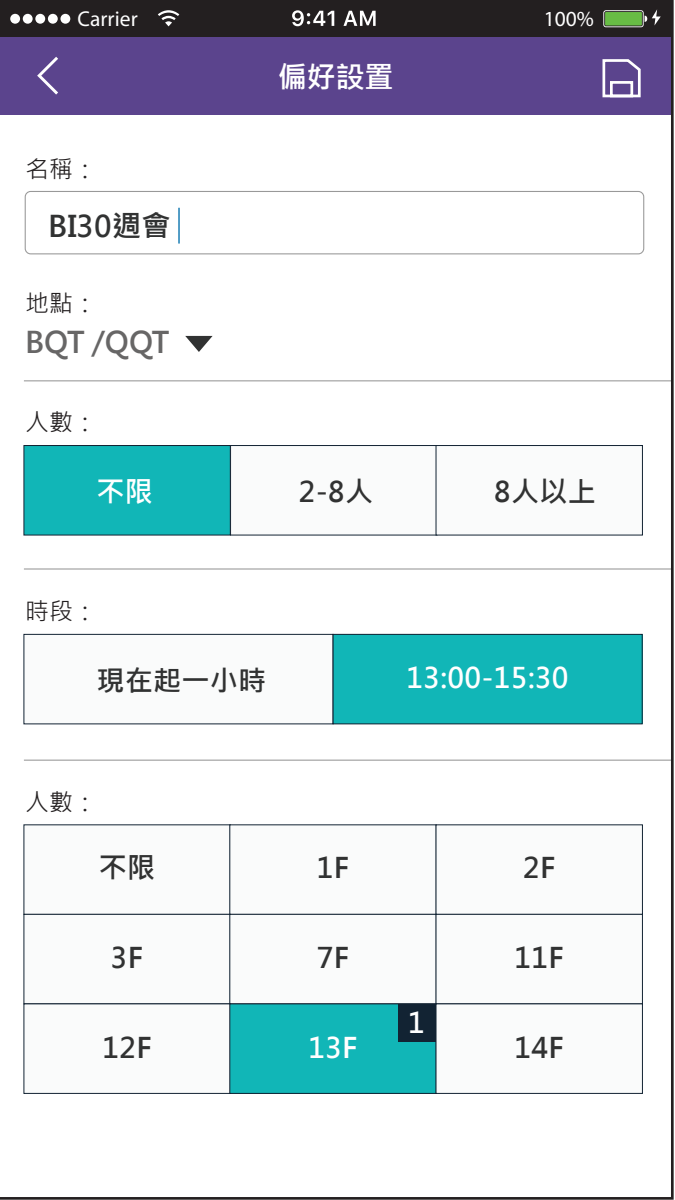 Carrier 9:41 AM 100%
偏好設置
名稱：
BI30週會
地點：
BQT /QQT
人數：
不限 2-8人 8人以上
時段：
現在起一小時 13:00-15:30
人數：
不限 1F 2F
3F 7F 11F
1
12F 13F 14F